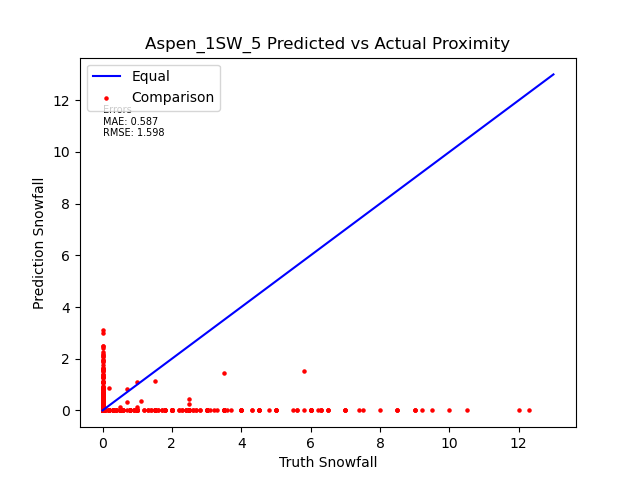 Aspen_1SW_5 Predicted vs Actual Proximity
Equal
Comparison
Errors
MAE: 0.587
RMSE: 1.598
12
10
8
6
4
2
0
Prediction Snowfall
0 2 4 6 8 10 12
Truth Snowfall